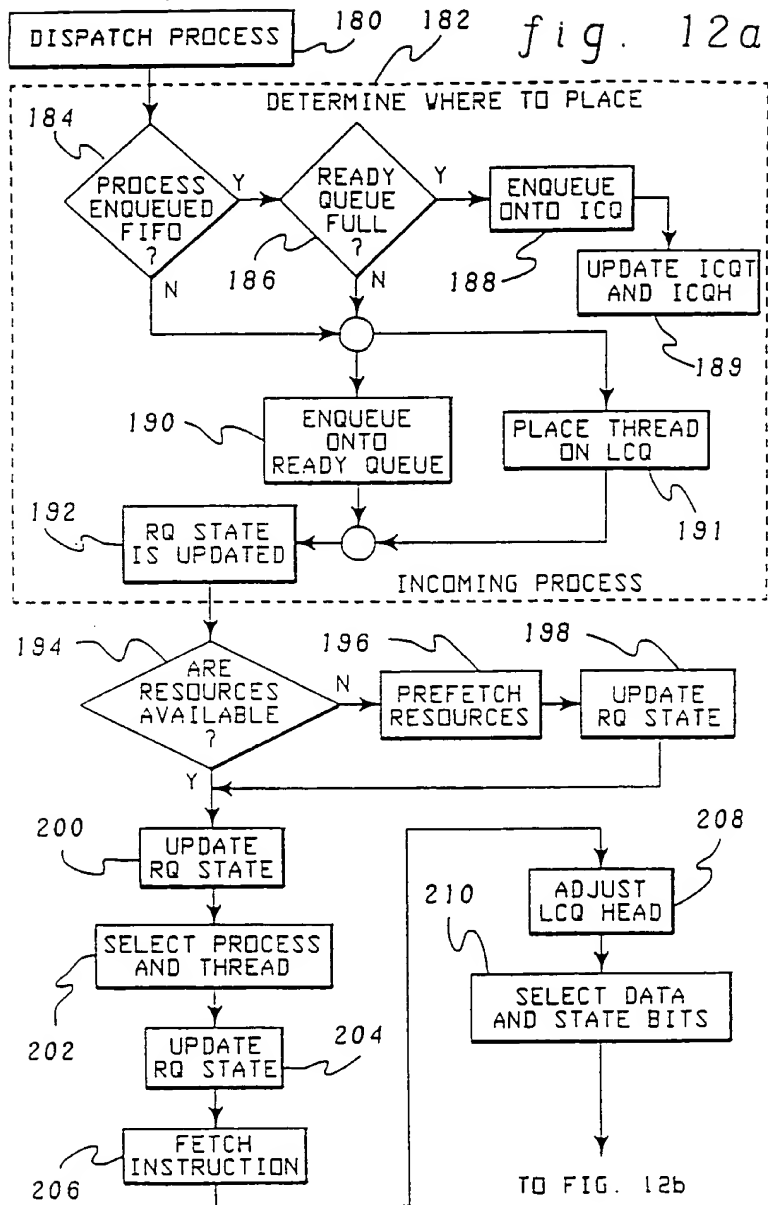 fig. 12a
DISPATCH PROCESS
180
182
DETERMINE WHERE TO PLACE
184
PROCESS
ENQUEUED
FIFO
?
Y
N
READY
QUEUE
FULL
?
186
Y
N
ENQUEUE
ONTO ICQ
188
UPDATE ICQT
AND ICQH
189
190
ENQUEUE
ONTO
READY QUEUE
PLACE THREAD
ON LCQ
191
192
RQ STATE
IS UPDATED
INCOMING PROCESS
194
ARE
RESOURCES
AVAILABLE
?
N
Y
196
PREFETCH
RESOURCES
198
UPDATE
RQ STATE
200
UPDATE
RQ STATE
SELECT PROCESS
AND THREAD
202
UPDATE
RQ STATE
204
FETCH
INSTRUCTION
206
208
ADJUST
LCQ HEAD
210
SELECT DATA
AND STATE BITS
TO FIG. 12b